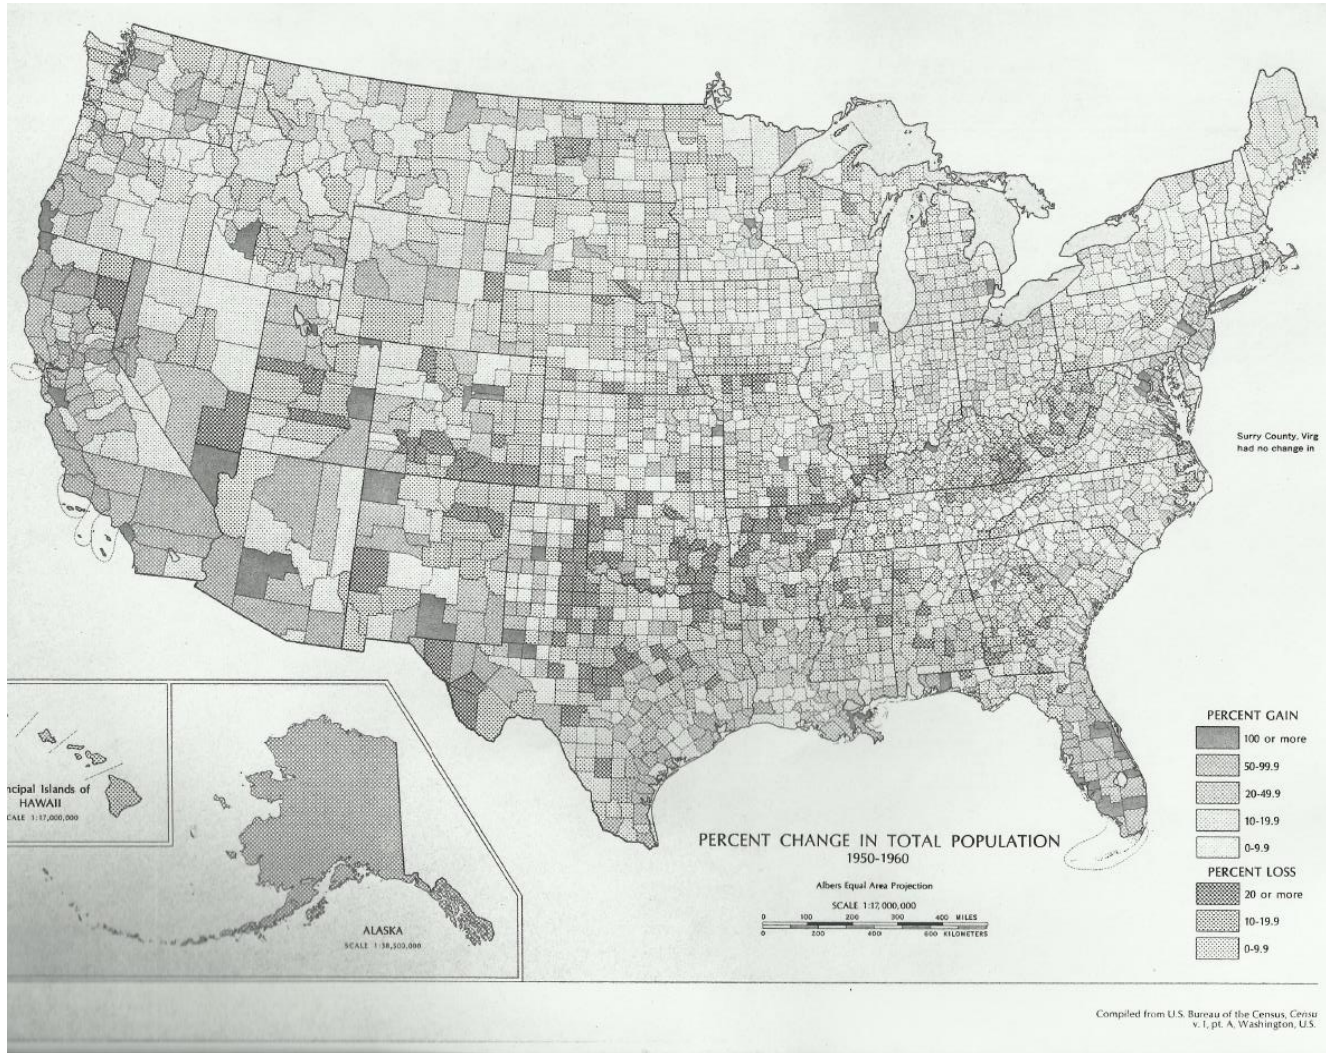 Surry County, Virg
had no change in
ncipal Islands of
HAWAII
CALE 1:17,000,000
ALASKA
SCALE 1:38,500,000
PERCENT CHANGE IN TOTAL POPULATION
1950-1960
Albers Equal Area Projection
SCALE 1:17,000,000
0 100 200 300 400 MILES
0 200 400 600 KILOMETERS
PERCENT GAIN
100 or more
50-99.9
20-49.9
10-19.9
0-9.9
PERCENT LOSS
20 or more
10-19.9
0-9.9
Compiled from U.S. Bureau of the Census, Censu
v. I, pt. A, Washington, U.S.